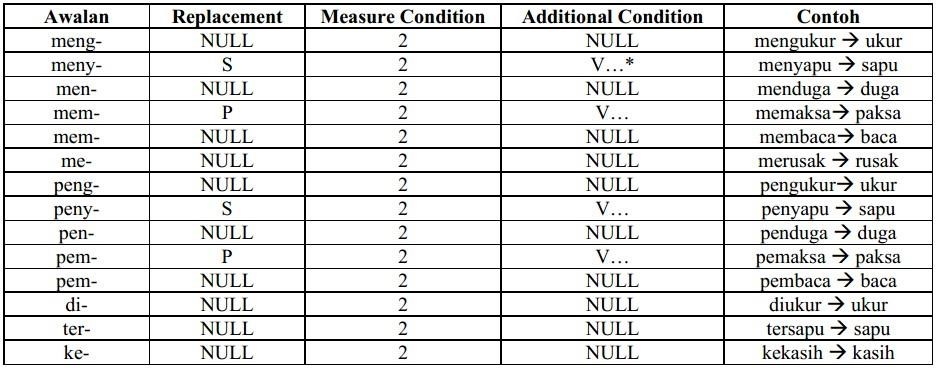 Awalan Replacement Measure Condition Additional Condition Contoh
meng- NULL 2 NULL mengukur → ukur
meny- S 2 V…* menyapu → sapu
men- NULL 2 NULL menduga → duga
mem- P 2 V… memaksa→ paksa
mem- NULL 2 NULL membaca→ baca
me- NULL 2 NULL merusak → rusak
peng- NULL 2 NULL pengukur→ ukur
peny- S 2 V… penyapu → sapu
pen- NULL 2 NULL penduga → duga
pem- P 2 V… pemaksa → paksa
pem- NULL 2 NULL pembaca → baca
di- NULL 2 NULL diukur → ukur
ter- NULL 2 NULL tersapu → sapu
ke- NULL 2 NULL kekasih → kasih